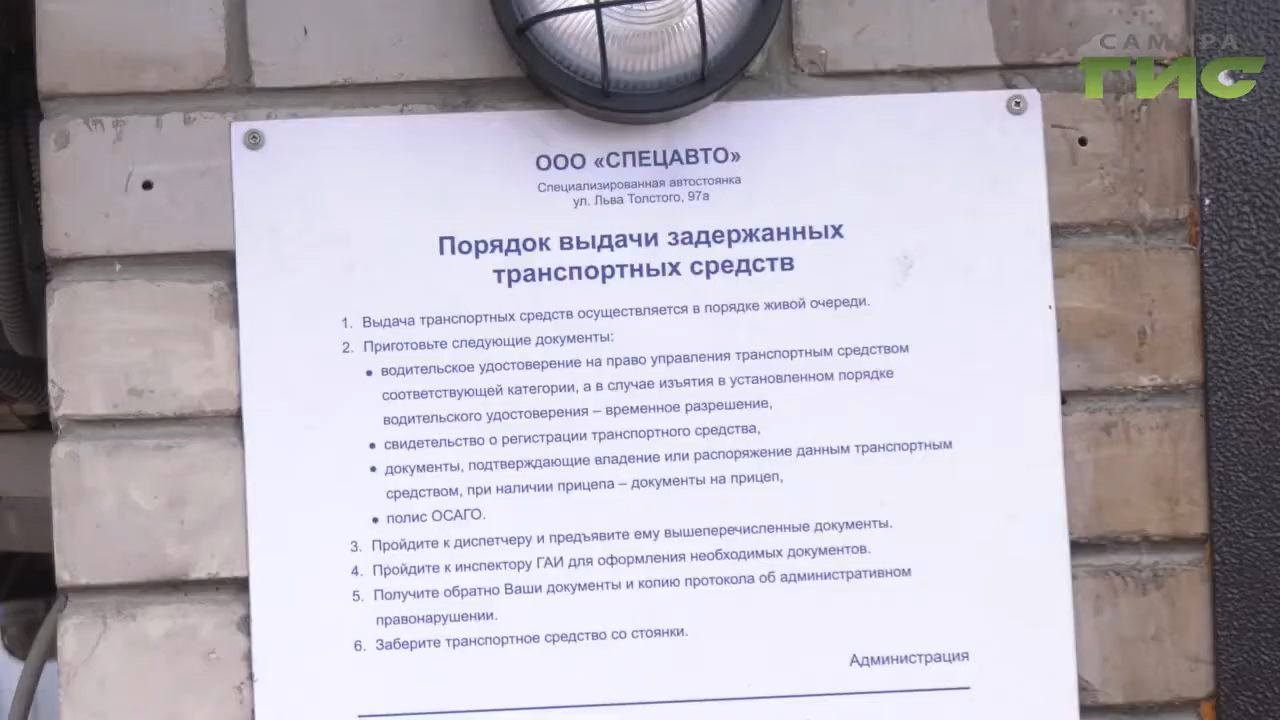 САМАРА
ГИС
ООО «СПЕЦАВТО»
Специализированная автостоянка
ул. Льва Толстого, 97а
Порядок выдачи задержанных
транспортных средств
1. Выдача транспортных средств осуществляется в порядке живой очереди.
2. Приготовьте следующие документы:
• водительское удостоверение на право управления транспортным средством
соответствующей категории, а в случае изъятия в установленном порядке
водительского удостоверения – временное разрешение,
• свидетельство о регистрации транспортного средства,
• документы, подтверждающие владение или распоряжение данным транспортным
средством, при наличии прицепа – документы на прицеп,
• полис ОСАГО.
3. Пройдите к диспетчеру и предъявите ему вышеперечисленные документы.
4. Пройдите к инспектору ГАИ для оформления необходимых документов.
5. Получите обратно Ваши документы и копию протокола об административном
правонарушении.
6. Заберите транспортное средство со стоянки.
Администрация